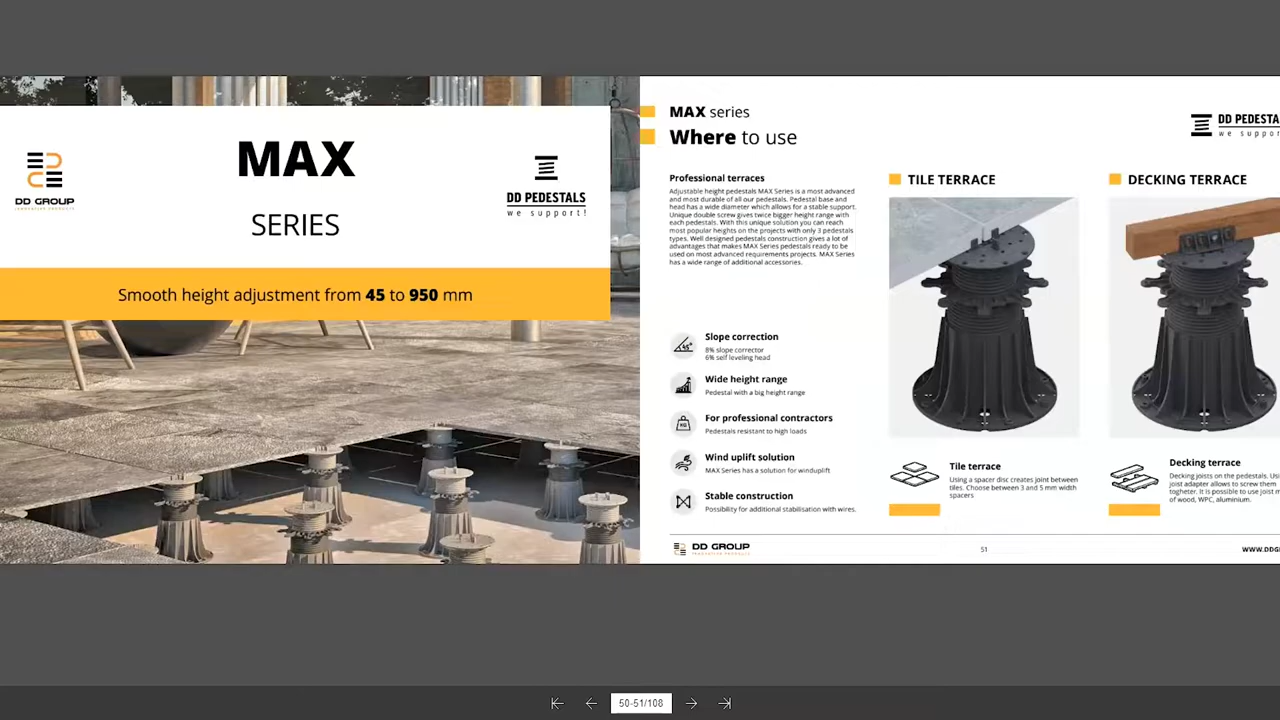 MAX
SERIES
DD GROUP
INNOVATIVE PRODUCTS
DD PEDESTALS
we support!
Smooth height adjustment from 45 to 950 mm
MAX series
Where to use
DD PEDESTA
we suppor
Professional terraces
Adjustable height pedestals MAX Series is a most advanced
and most durable of all our pedestals. Pedestal base and
head has a wide diameter which allows for a stable support.
Unique double screw gives twice bigger height range with
each pedestals. With this unique solution you can reach
most popular heights on the projects with only 3 pedestals
types. Well designed pedestals construction gives a lot of
advantages that makes MAX Series pedestals ready to be
used on most advanced requirements projects. MAX Series
has a wide range of additional accessories.
Slope correction
8% slope corrector
6% self leveling head
Wide height range
Pedestal with a big height range
KG
For professional contractors
Pedestals resistant to high loads
Wind uplift solution
MAX Series has a solution for winduplift
Stable construction
Possibility for additional stabilisation with wires.
TILE TERRACE
Tile terrace
Using a spacer disc creates joint between
tiles. Choose between 3 and 5 mm width
spacers
DECKING TERRACE
Decking terrace
Decking joists on the pedestals. Usi
joist adapter allows to screw them
togheter. It is possible to use joist m
of wood, WPC, aluminium.
DD GROUP
INNOVATIVE PRODUCTS
51
WWW.DDG
50-51/108